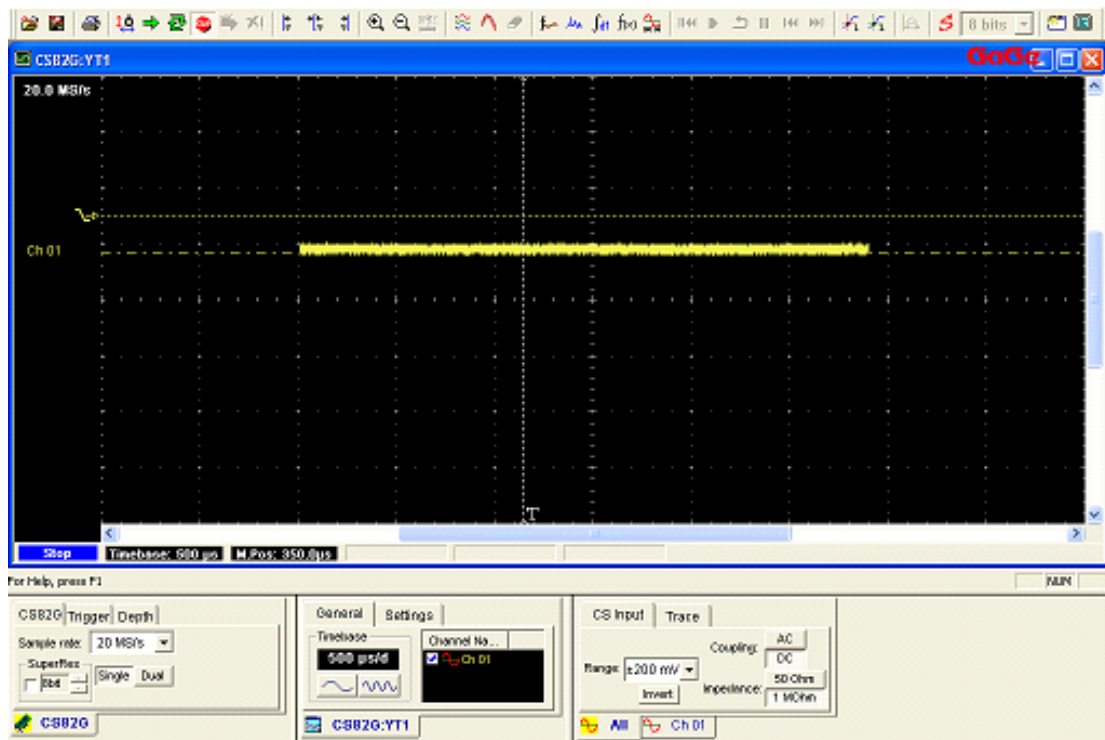 8 bits
CS82G:YT1
GaGe
20.0 MS/s
Ch 01
T
Stop
Timebase: 500 µs
M.Pos: 350.0µs
For Help, press F1
NUM
CS82G Trigger Depth
Sample rate: 20 MS/s
SuperRes
8bit
Single Dual
CS82G
General Settings
Timebase
500 µs/d
Channel Na...
Ch 01
CS82G:YT1
CS Input Trace
Coupling: AC
DC
Range: ±200 mV
Impedance: 50 Ohm
1 MOhm
Invert
All Ch 01